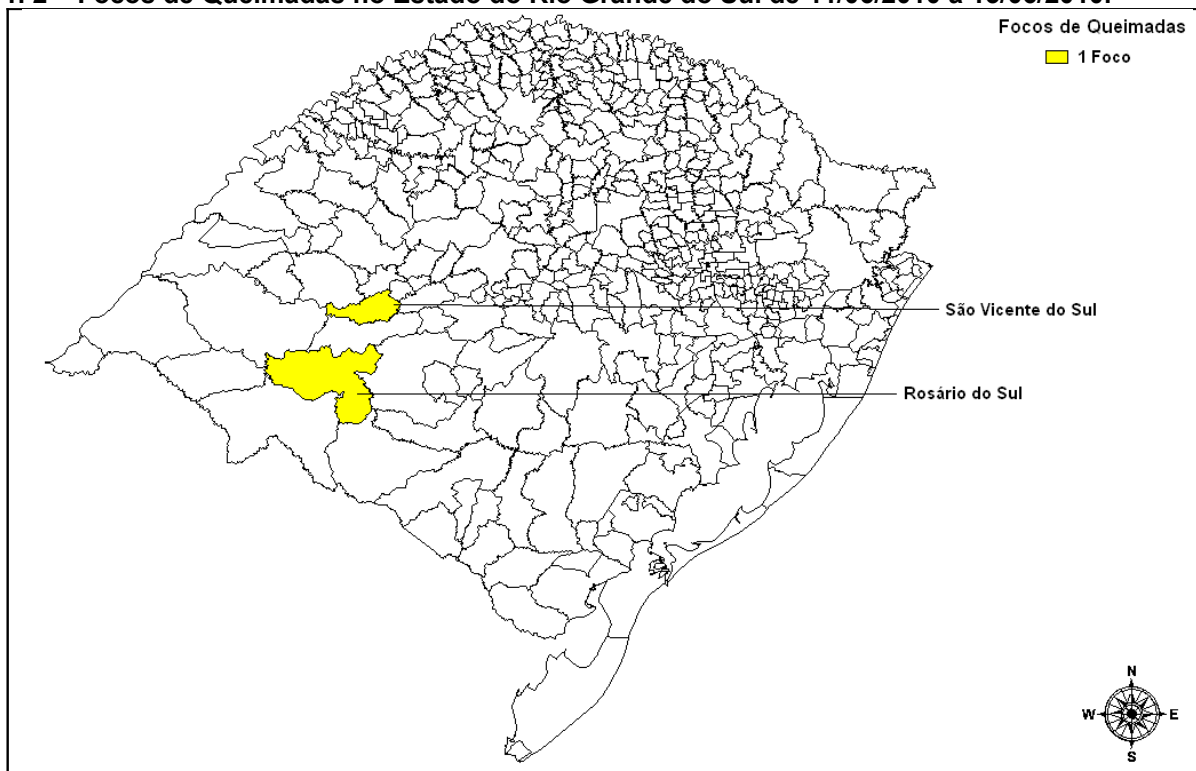 Focos de Queimadas no Estado do Rio Grande do Sul de
Focos de Queimadas
1 Foco
São Vicente do Sul
Rosário do Sul
N
W E
S